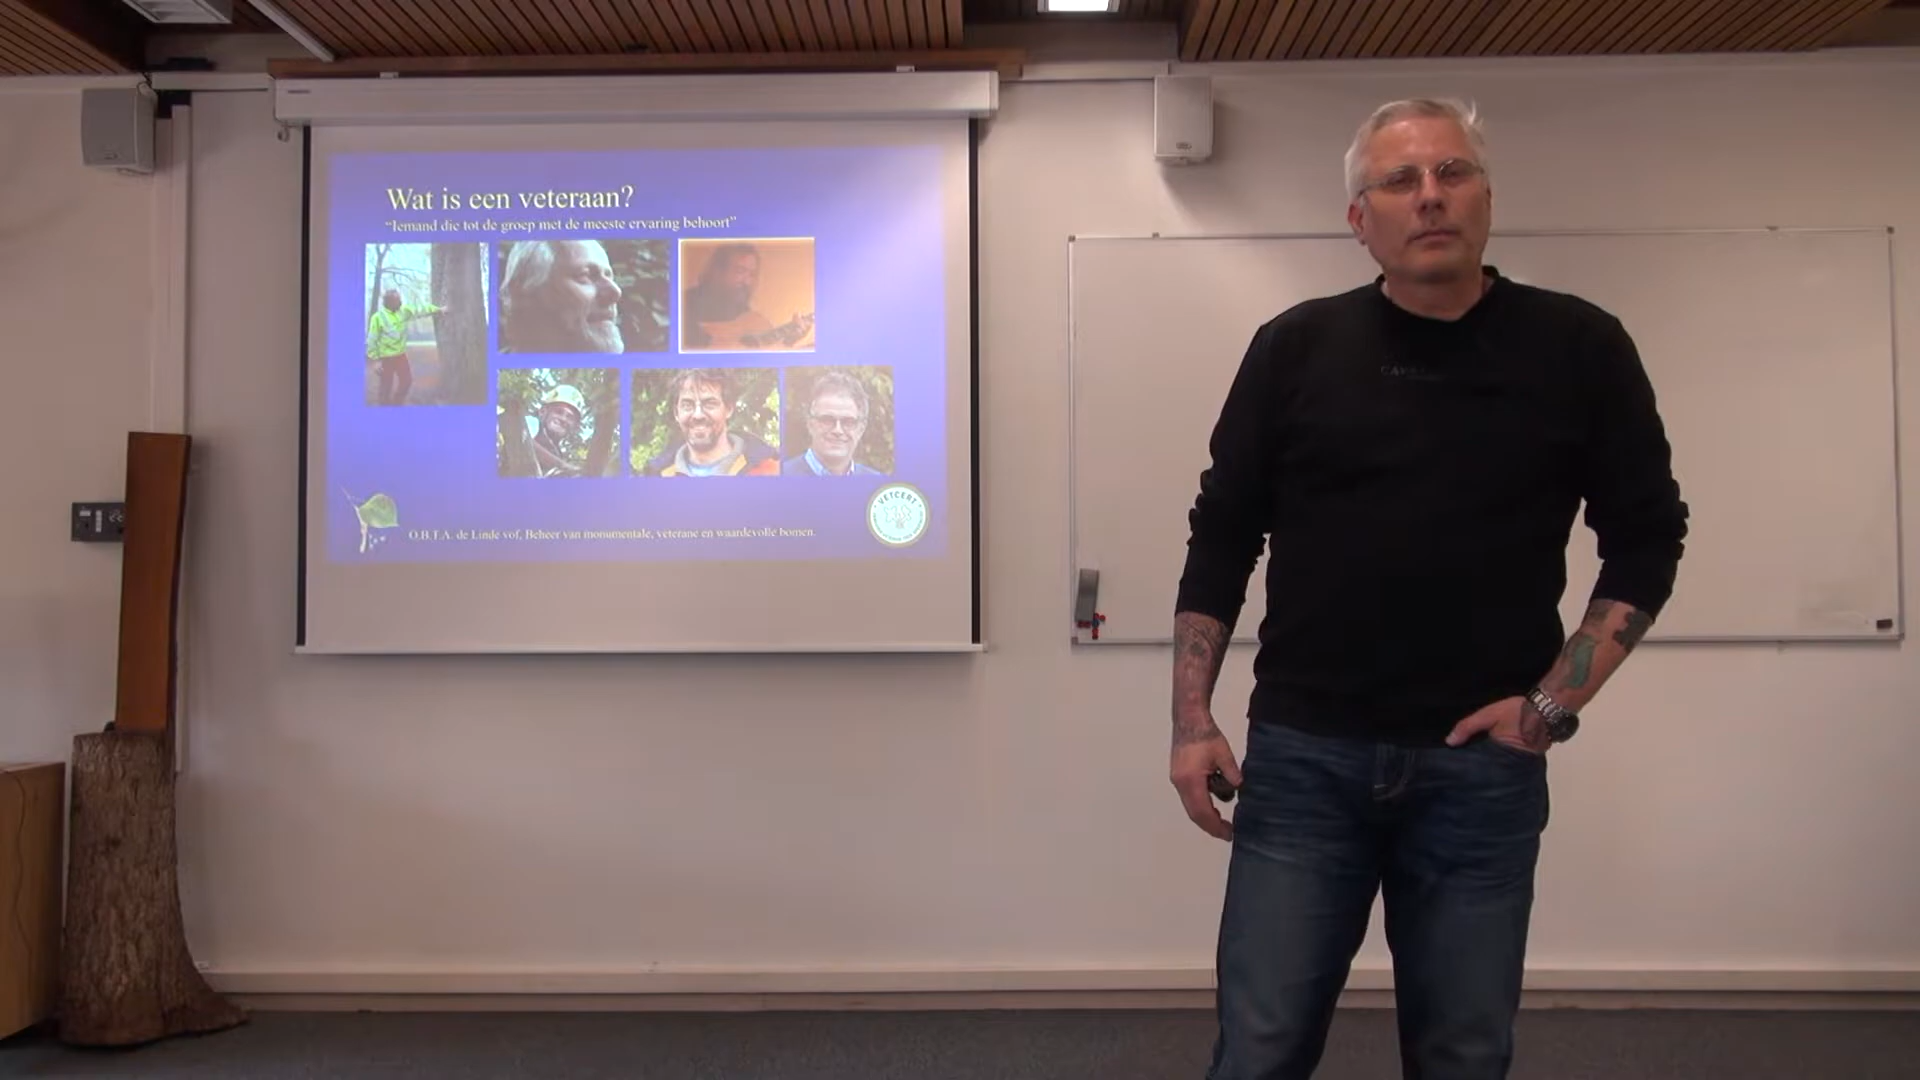 Wat is een veteraan?
“Iemand die tot de groep met de meeste ervaring behoort”
VETCERT
O.B.T.A. de Linde vof, Beheer van monumentale, veterane en waardevolle bomen.